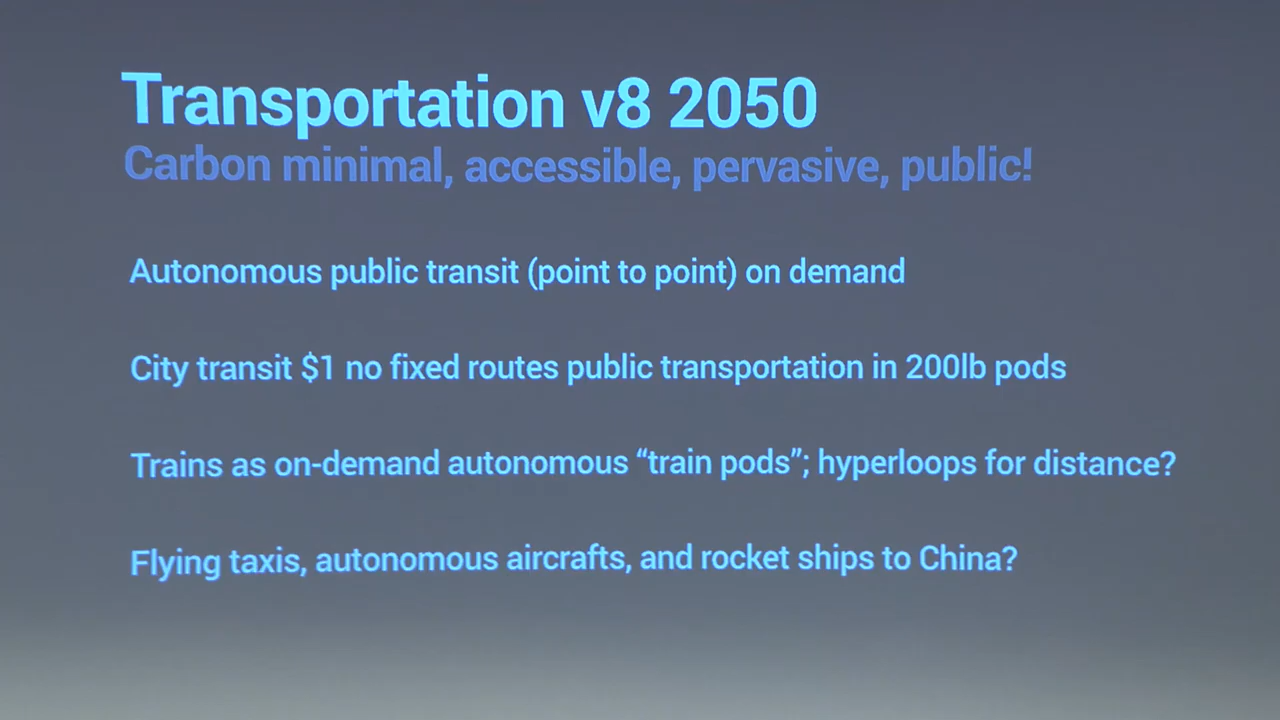 Transportation v8 2050
Carbon minimal, accessible, pervasive, public!
Autonomous public transit (point to point) on demand
City transit $1 no fixed routes public transportation in 200lb pods
Trains as on-demand autonomous “train pods”; hyperloops for distance?
Flying taxis, autonomous aircrafts, and rocket ships to China?